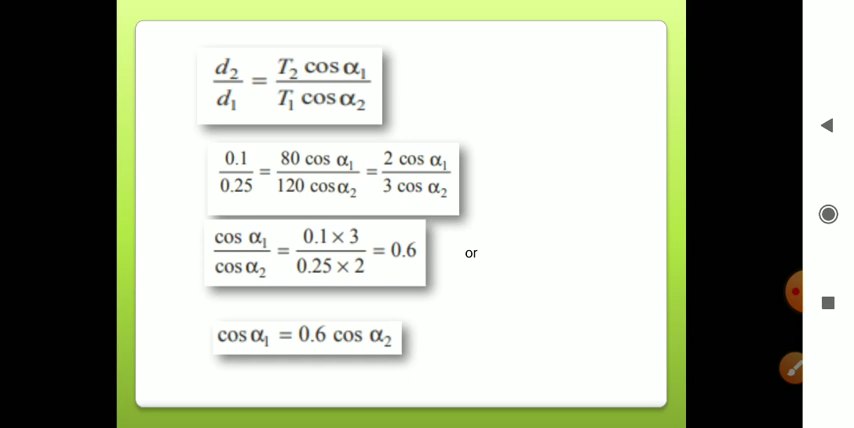 d₂/d₁ = T₂ cos α₁ / T₁ cos α₂
0.1/0.25 = 80 cos α₁ / 120 cos α₂ = 2 cos α₁ / 3 cos α₂
cos α₁ / cos α₂ = 0.1 × 3 / 0.25 × 2 = 0.6 or
cos α₁ = 0.6 cos α₂